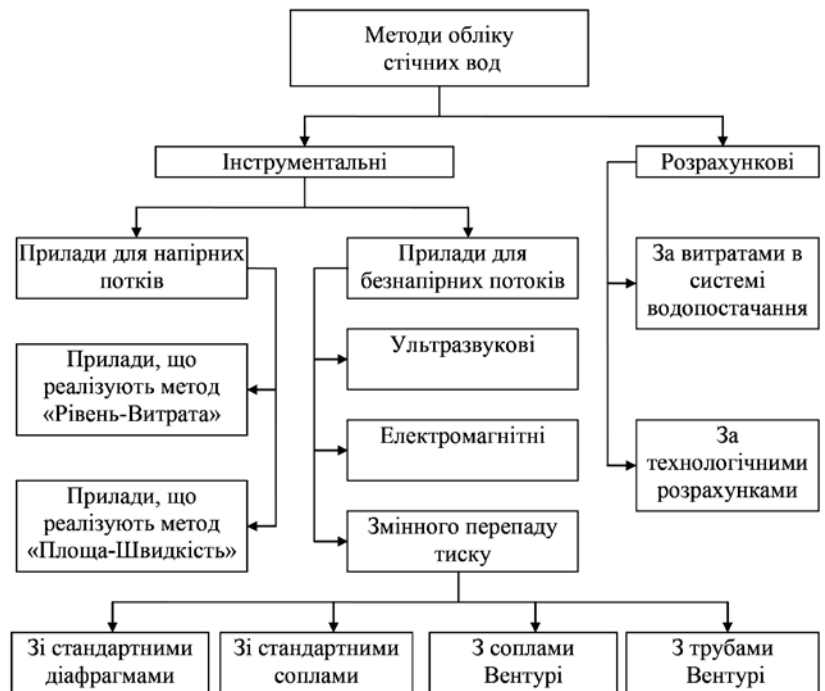 Методи обліку
стічних вод
Інструментальні
Розрахункові
Прилади для напірних
потків
Прилади для
безнапірних потоків
За витратами в
системі
водопостачання
Прилади, що
реалізують метод
«Рівень-Витрата»
Ультразвукові
Електромагнітні
За
технологічними
розрахунками
Прилади, що
реалізують метод
«Площа-Швидкість»
Змінного перепаду
тиску
Зі стандартними
діафрагмами
Зі стандартними
соплами
З соплами
Вентурі
З трубами
Вентурі